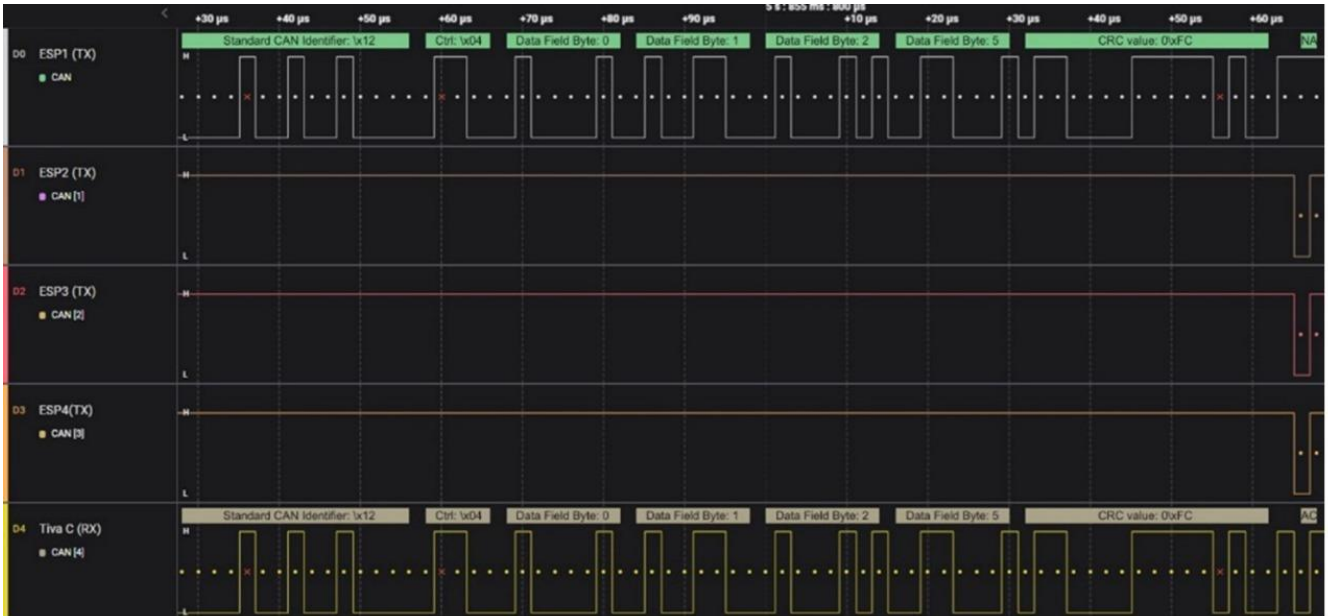 5 s : 855 ms : 800 µs
+30 µs +40 µs +50 µs +60 µs +70 µs +80 µs +90 µs +10 µs +20 µs +30 µs +40 µs +50 µs +60 µs
D0 ESP1 (TX)
CAN
Standard CAN Identifier: \x12 Ctrl: \x04 Data Field Byte: 0 Data Field Byte: 1 Data Field Byte: 2 Data Field Byte: 5 CRC value: 0\xFC NA
H
L
D1 ESP2 (TX)
CAN [1]
H
L
D2 ESP3 (TX)
CAN [2]
H
L
D3 ESP4(TX)
CAN [3]
H
L
D4 Tiva C (RX)
CAN [4]
Standard CAN Identifier: \x12 Ctrl: \x04 Data Field Byte: 0 Data Field Byte: 1 Data Field Byte: 2 Data Field Byte: 5 CRC value: 0\xFC AC
H
L